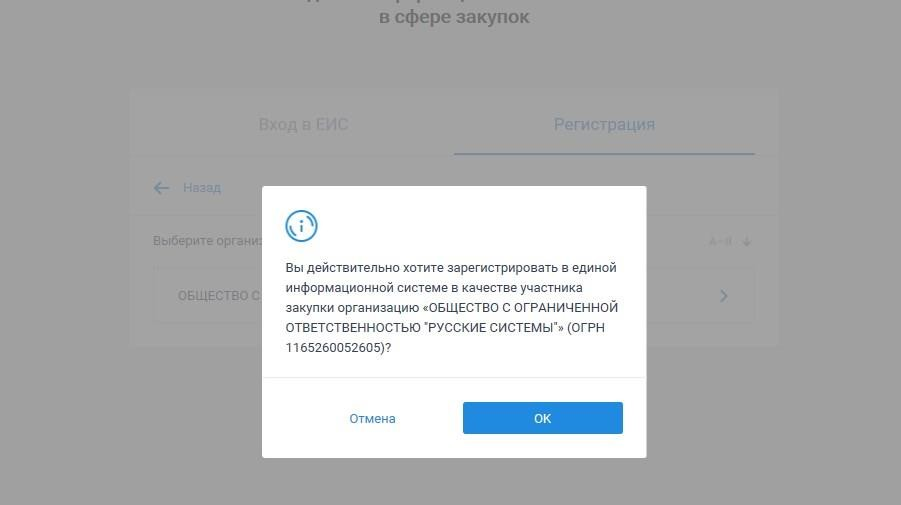 в сфере закупок
Вход в ЕИС
Регистрация
Назад
Выберите
А–Я
ОБЩЕСТВО С
Вы действительно хотите зарегистрировать в единой
информационной системе в качестве участника
закупки организацию «ОБЩЕСТВО С ОГРАНИЧЕННОЙ
ОТВЕТСТВЕННОСТЬЮ "РУССКИЕ СИСТЕМЫ"» (ОГРН
1165260052605)?
Отмена
ОК